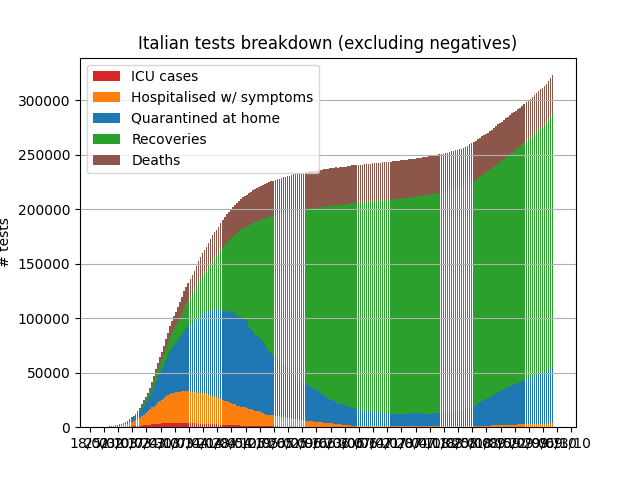 Italian tests breakdown (excluding negatives)
ICU cases
Hospitalised w/ symptoms
Quarantined at home
Recoveries
Deaths
300000
250000
200000
150000
100000
50000
0
# tests